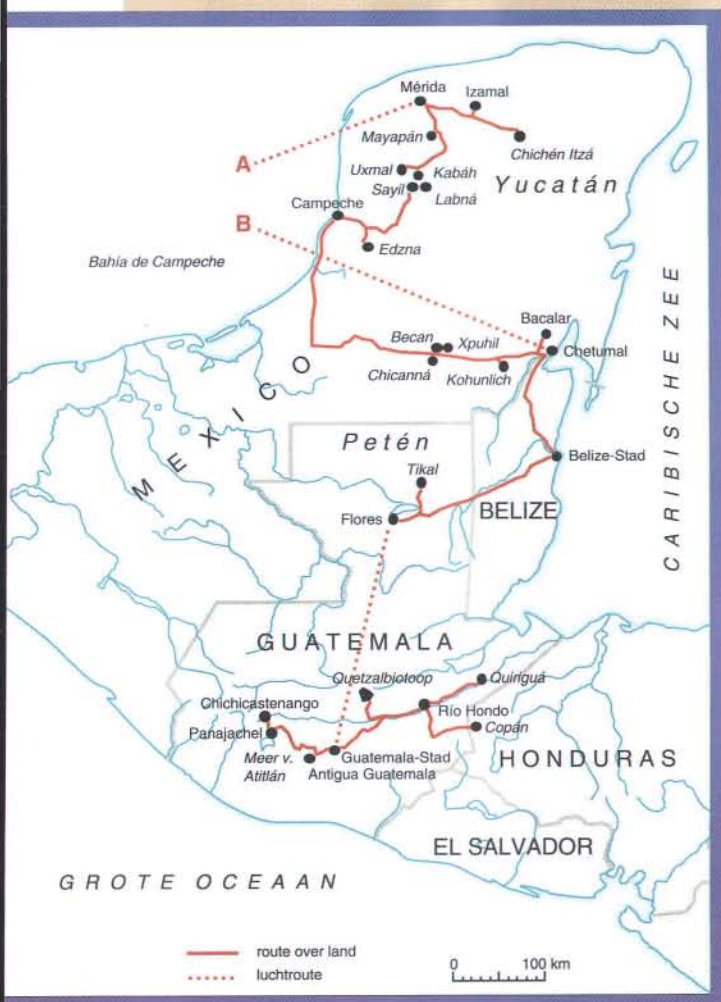 Mérida
Izamal
Mayapán
Chichén Itzá
A
Uxmal
Kabáh
Sayil
Labná
Yucatán
Campeche
B
Edzna
Bahía de Campeche
Bacalar
Becan
Xpuhil
Chetumal
Chicanná
Kohunlich
CARIBISCHE ZEE
MEXICO
Petén
Tikal
Belize-Stad
Flores
BELIZE
GUATEMALA
Quetzalbiotoop
Quiriguá
Chichicastenango
Río Hondo
Panajachel
Copán
Meer v.
Atitlán
Guatemala-Stad
Antigua Guatemala
HONDURAS
EL SALVADOR
GROTE OCEAAN
route over land
luchtroute
0 100 km